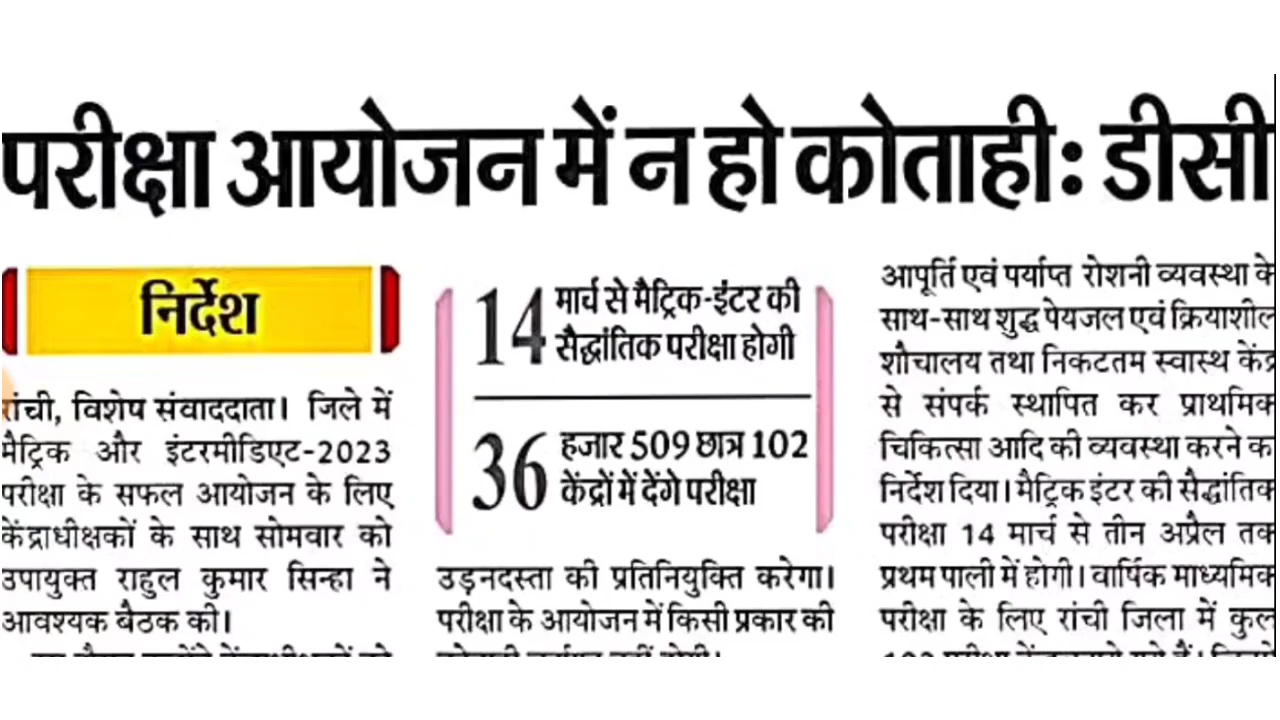 परीक्षा आयोजन में न हो कोताही: डीसी
निर्देश
रांची, विशेष संवाददाता। जिले में
मैट्रिक और इंटरमीडिएट-2023
परीक्षा के सफल आयोजन के लिए
केंद्राधीक्षकों के साथ सोमवार को
उपायुक्त राहुल कुमार सिन्हा ने
आवश्यक बैठक की।
14 मार्च से मैट्रिक-इंटर की
सैद्धांतिक परीक्षा होगी
36 हजार 509 छात्र 102
केंद्रों में देंगे परीक्षा
उड़नदस्ता की प्रतिनियुक्ति करेगा।
परीक्षा के आयोजन में किसी प्रकार की
आपूर्ति एवं पर्याप्त रोशनी व्यवस्था के
साथ-साथ शुद्ध पेयजल एवं क्रियाशील
शौचालय तथा निकटतम स्वास्थ केंद्र
से संपर्क स्थापित कर प्राथमिक
चिकित्सा आदि की व्यवस्था करने का
निर्देश दिया। मैट्रिक इंटर की सैद्धांतिक
परीक्षा 14 मार्च से तीन अप्रैल तक
प्रथम पाली में होगी। वार्षिक माध्यमिक
परीक्षा के लिए रांची जिला में कुल